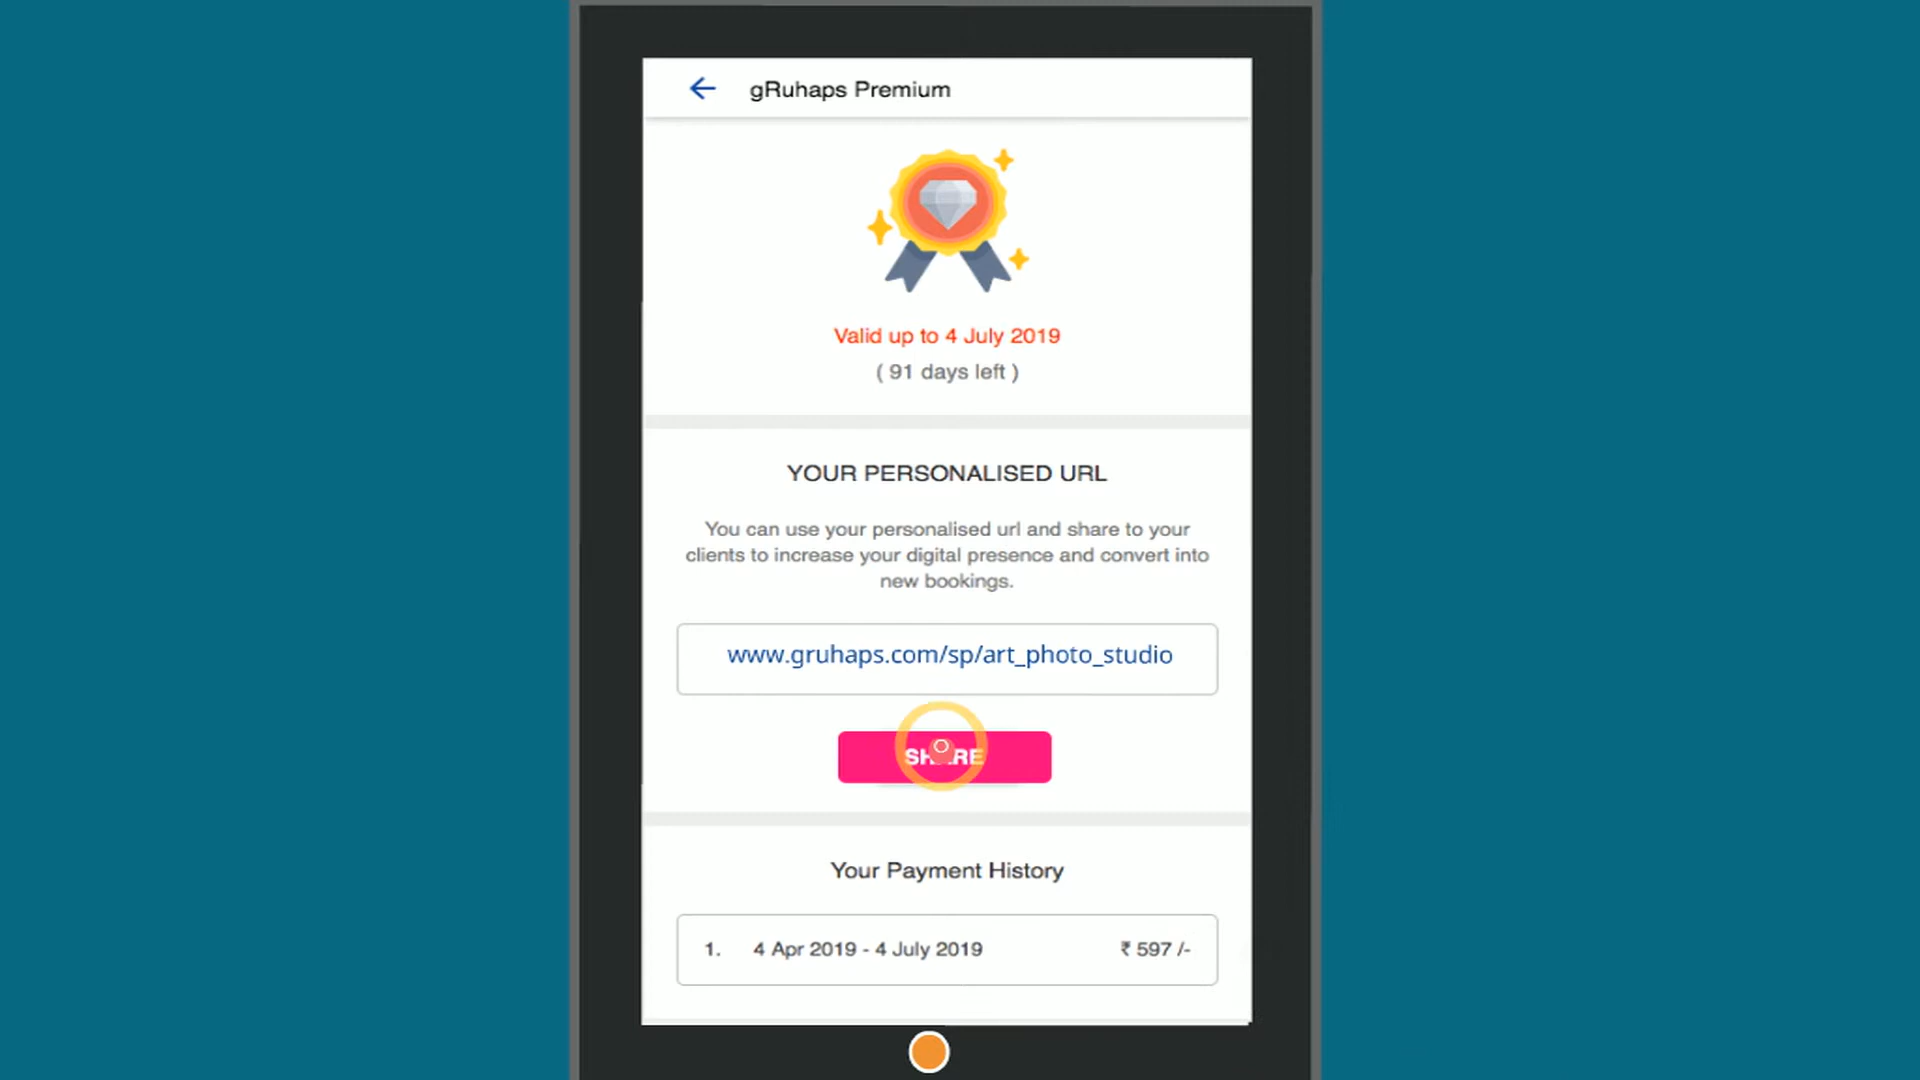 gRuhaps Premium
Valid up to 4 July 2019
( 91 days left )
YOUR PERSONALISED URL
You can use your personalised url and share to your
clients to increase your digital presence and convert into
new bookings.
www.gruhaps.com/sp/art_photo_studio
SHARE
Your Payment History
1. 4 Apr 2019 - 4 July 2019 ₹ 597 /-